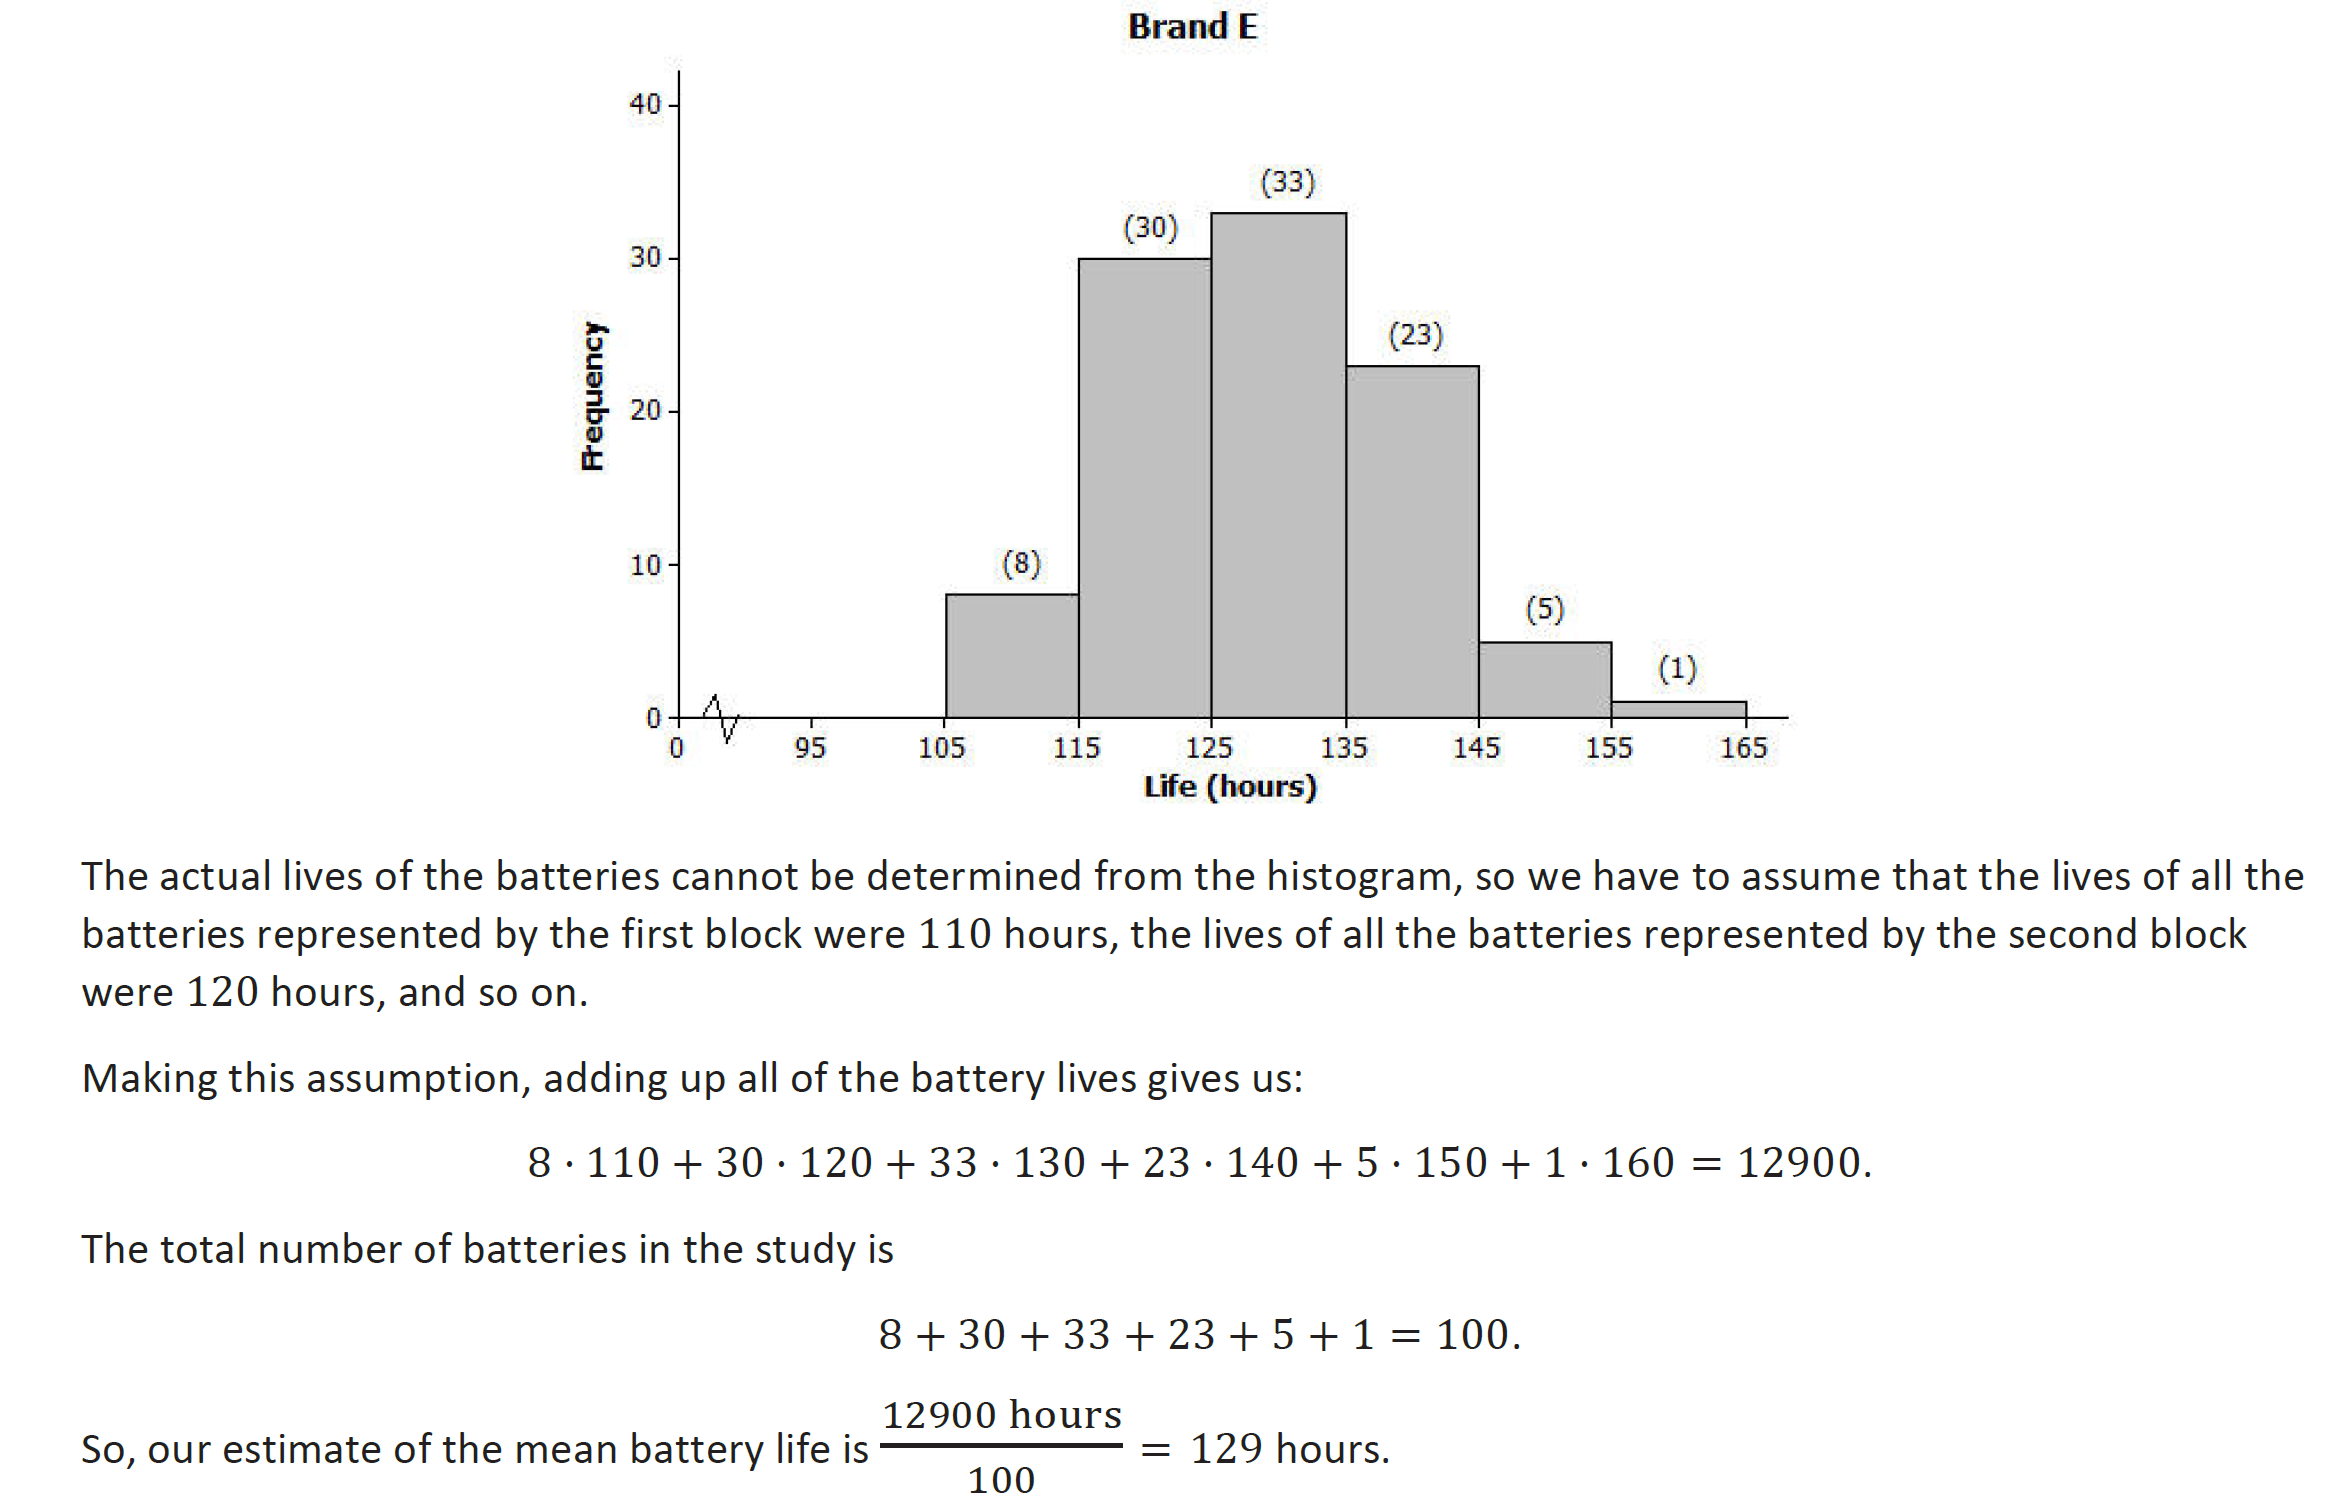 Brand E
40
30
20
10
0
Frequency
(8)
(30)
(33)
(23)
(5)
(1)
0 95 105 115 125 135 145 155 165
Life (hours)
The actual lives of the batteries cannot be determined from the histogram, so we have to assume that the lives of all the
batteries represented by the first block were 110 hours, the lives of all the batteries represented by the second block
were 120 hours, and so on.
Making this assumption, adding up all of the battery lives gives us:
8 · 110 + 30 · 120 + 33 · 130 + 23 · 140 + 5 · 150 + 1 · 160 = 12900.
The total number of batteries in the study is
8 + 30 + 33 + 23 + 5 + 1 = 100.
So, our estimate of the mean battery life is 12900 hours / 100 = 129 hours.